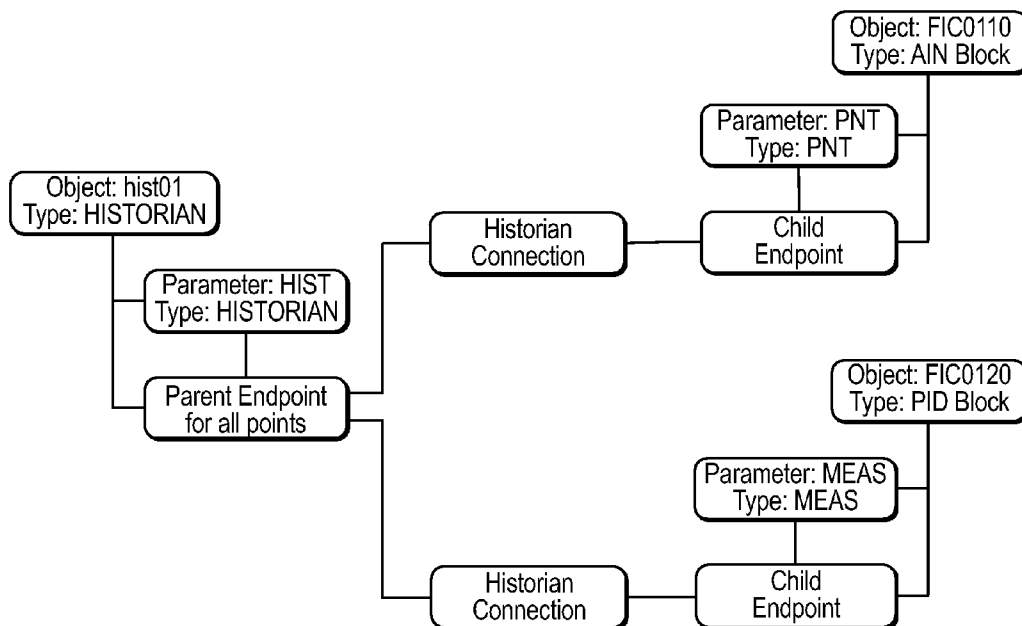 Object: FIC0110
Type: AIN Block
Parameter: PNT
Type: PNT
Object: hist01
Type: HISTORIAN
Historian
Connection
Child
Endpoint
Parameter: HIST
Type: HISTORIAN
Parent Endpoint
for all points
Object: FIC0120
Type: PID Block
Parameter: MEAS
Type: MEAS
Historian
Connection
Child
Endpoint